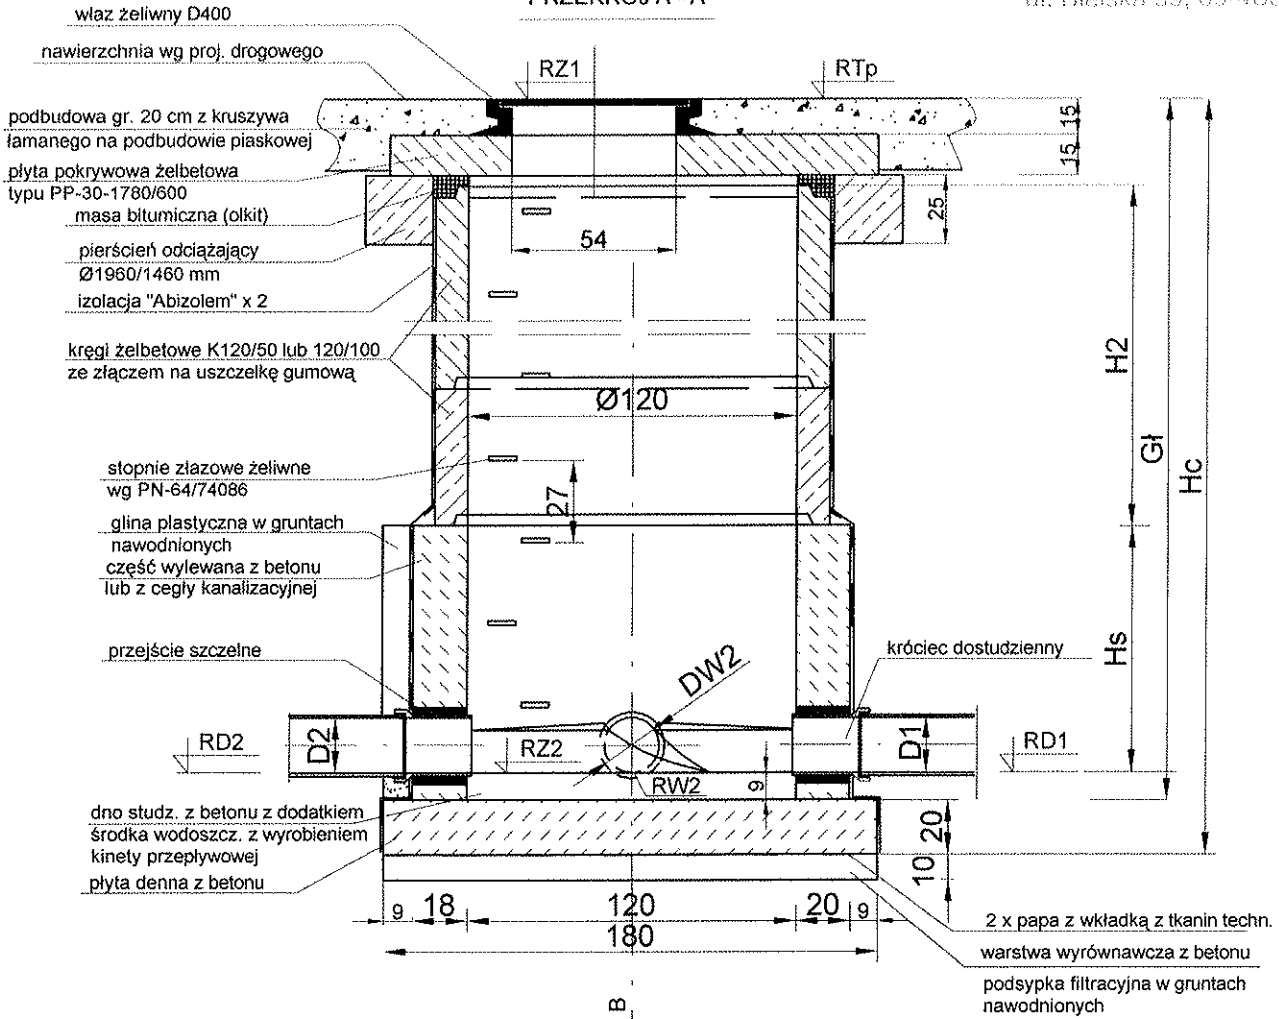 właz żeliwny D400
nawierzchnia wg proj. drogowego
podbudowa gr. 20 cm z kruszywa
łamanego na podbudowie piaskowej
płyta pokrywowa żelbetowa
typu PP-30-1780/600
masa bitumiczna (olkit)
pierścień odciążający
Ø1960/1460 mm
izolacja "Abizolem" x 2
kręgi żelbetowe K120/50 lub 120/100
ze złączem na uszczelkę gumową
stopnie złazowe żeliwne
wg PN-64/74086
glina plastyczna w gruntach
nawodnionych
część wylewana z betonu
lub z cegły kanalizacyjnej
przejście szczelne
RZ1
RTp
15
15
25
54
Ø120
27
H2
Gł
Hc
Hs
DW2
króciec dostudzienny
RD2
D2
RZ2
RW2
9
D1
RD1
dno studz. z betonu z dodatkiem
środka wodoszcz. z wyrobieniem
kinety przepływowej
płyta denna z betonu
20
10
9
18
120
20
9
180
2 x papa z wkładką z tkanin techn.
warstwa wyrównawcza z betonu
podsypka filtracyjna w gruntach
nawodnionych
B